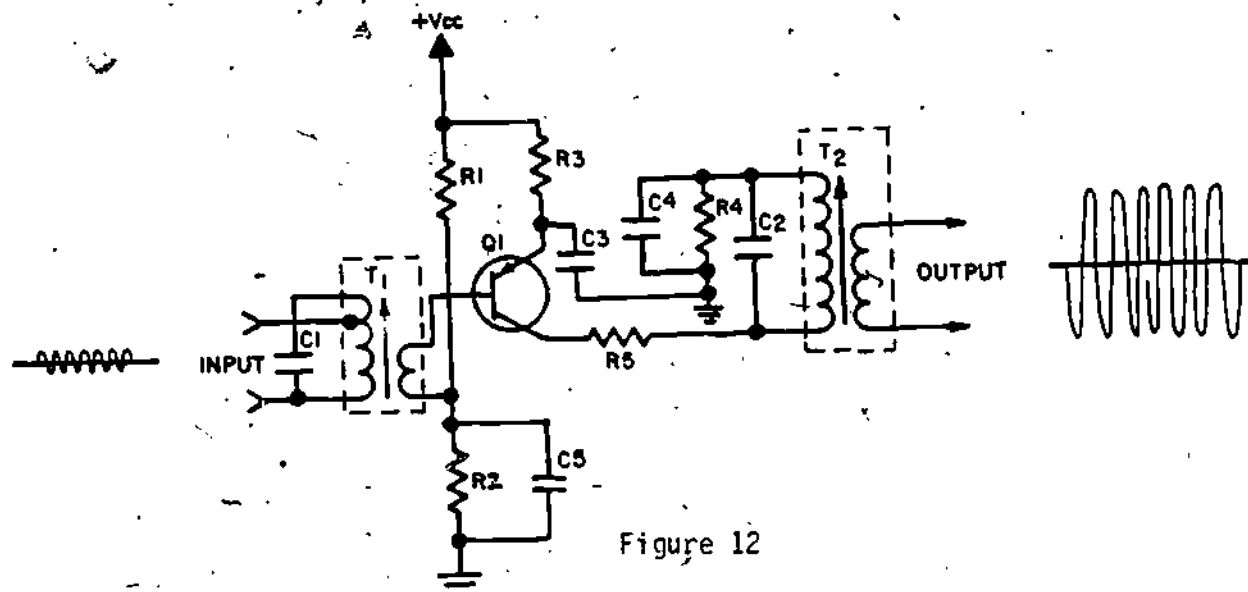 +Vcc
R3
R1
T2
C4
R4
C2
Q1
C3
T1
C1
INPUT
OUTPUT
R5
C5
R2
Figure 12